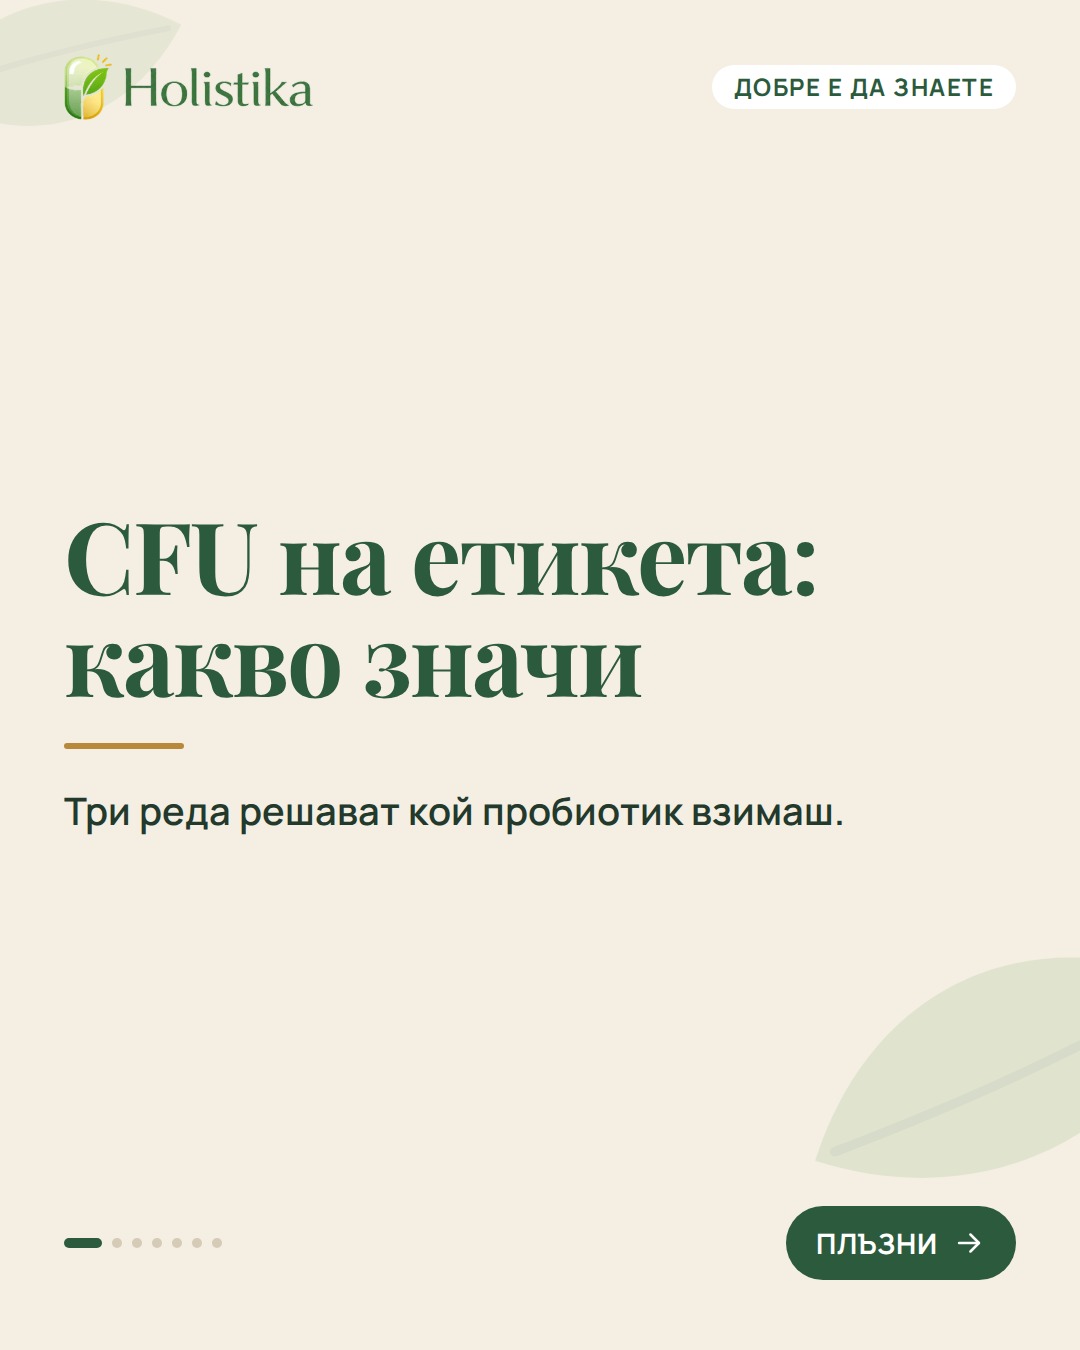 Holistika
ДОБРЕ Е ДА ЗНАЕТЕ
CFU на етикета:
какво значи
Три реда решават кой пробиотик взимаш.
ПЛЪЗНИ